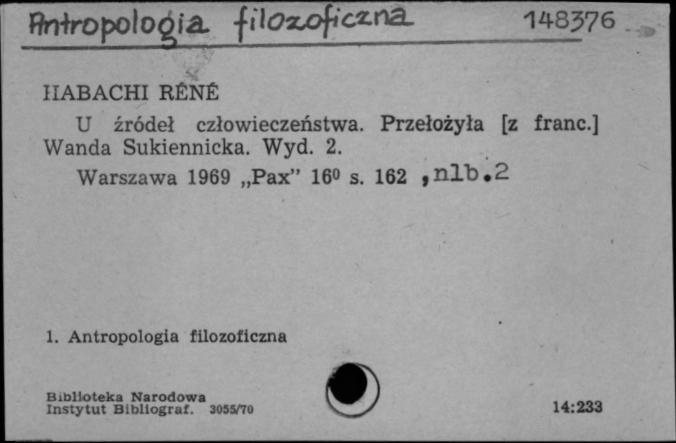 Antropologia filozoficzna 148376
HABACHI RÉNÉ
U źródeł człowieczeństwa. Przełożyła [z franc.]
Wanda Sukiennicka. Wyd. 2.
Warszawa 1969 „Pax” 16⁰ s. 162 , nlb.2
1. Antropologia filozoficzna
Biblioteka Narodowa
Instytut Bibliograf. 3055/70 14:233